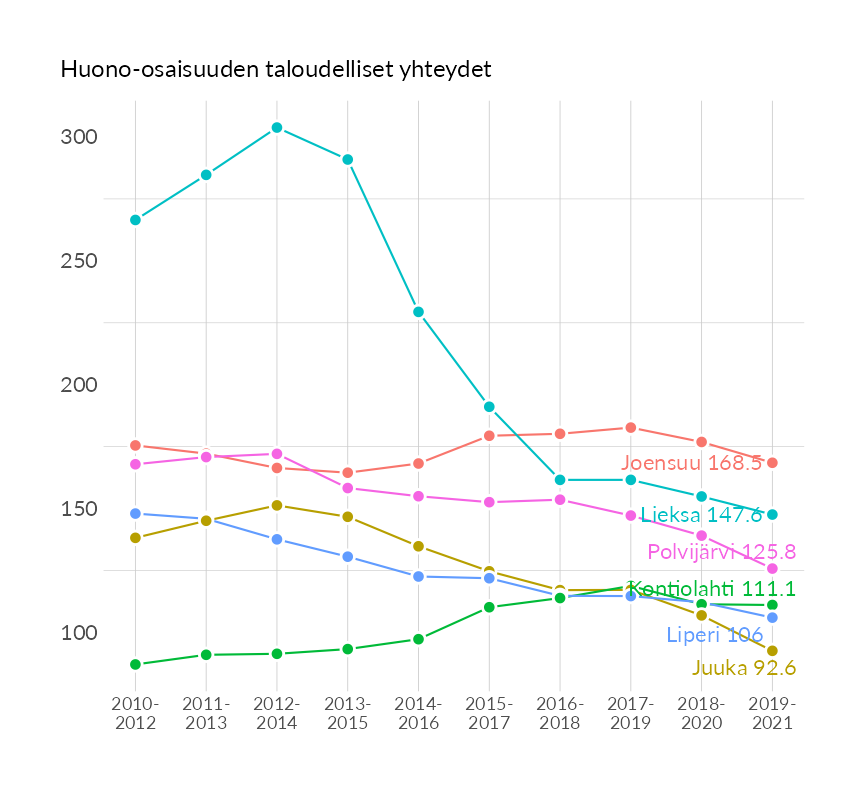 Huono-osaisuuden taloudelliset yhteydet
300
250
200
150
100
Joensuu 168.5
Lieksa 147.6
Polvijärvi 125.8
Kontiolahti 111.1
Liperi 106
Juuka 92.6
2010- 2011- 2012- 2013- 2014- 2015- 2016- 2017- 2018- 2019-
2012 2013 2014 2015 2016 2017 2018 2019 2020 2021